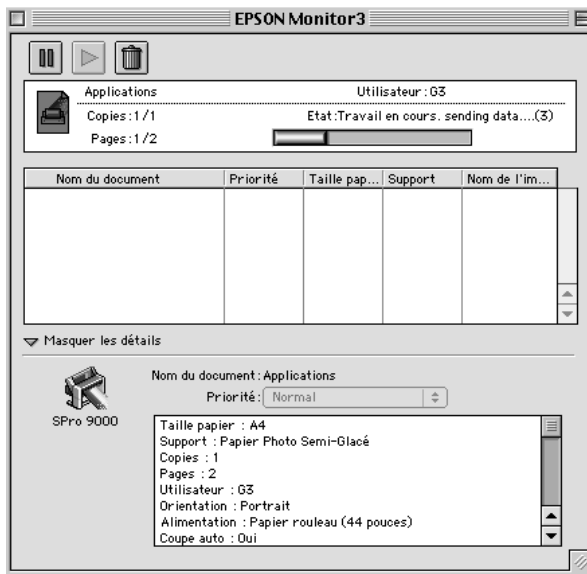 EPSON Monitor3
Applications Utilisateur : G3
Copies : 1/1 Etat : Travail en cours. sending data....(3)
Pages : 1/2
Nom du document Priorité Taille pap... Support Nom de l'im...
Masquer les détails
SPro 9000
Nom du document : Applications
Priorité : Normal
Taille papier : A4
Support : Papier Photo Semi-Glacé
Copies : 1
Pages : 2
Utilisateur : G3
Orientation : Portrait
Alimentation : Papier rouleau (44 pouces)
Coupe auto : Oui